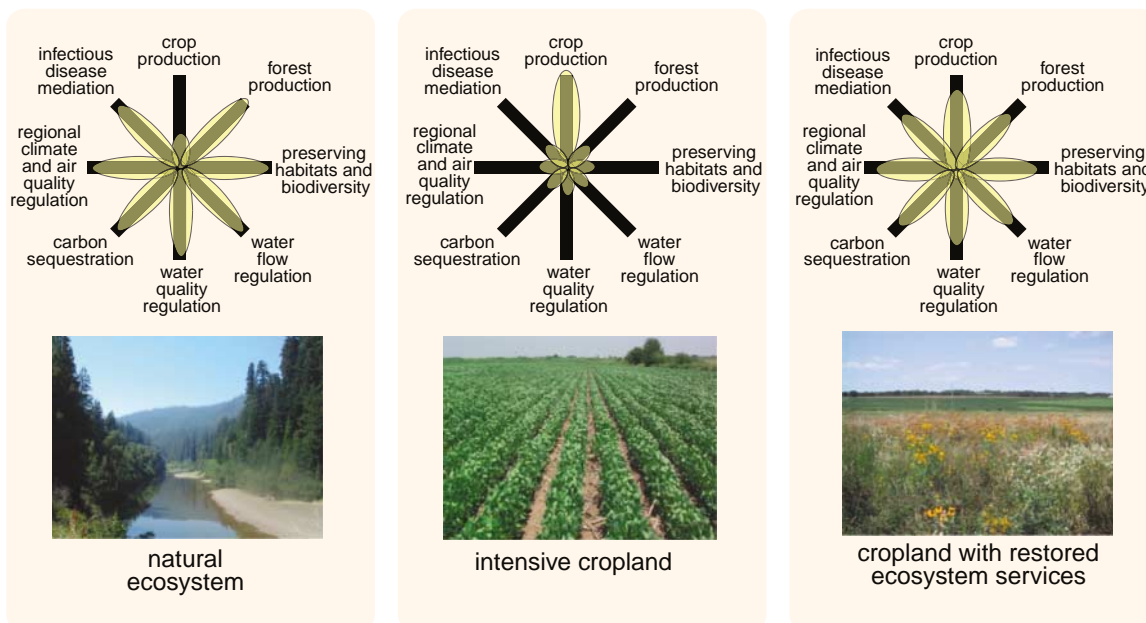 crop
production
infectious
disease
mediation
forest
production
regional
climate
and air
quality
regulation
preserving
habitats and
biodiversity
carbon
sequestration
water
flow
regulation
water
quality
regulation
natural
ecosystem
crop
production
infectious
disease
mediation
forest
production
regional
climate
and air
quality
regulation
preserving
habitats and
biodiversity
carbon
sequestration
water
flow
regulation
water
quality
regulation
intensive cropland
crop
production
infectious
disease
mediation
forest
production
regional
climate
and air
quality
regulation
preserving
habitats and
biodiversity
carbon
sequestration
water
flow
regulation
water
quality
regulation
cropland with restored
ecosystem services